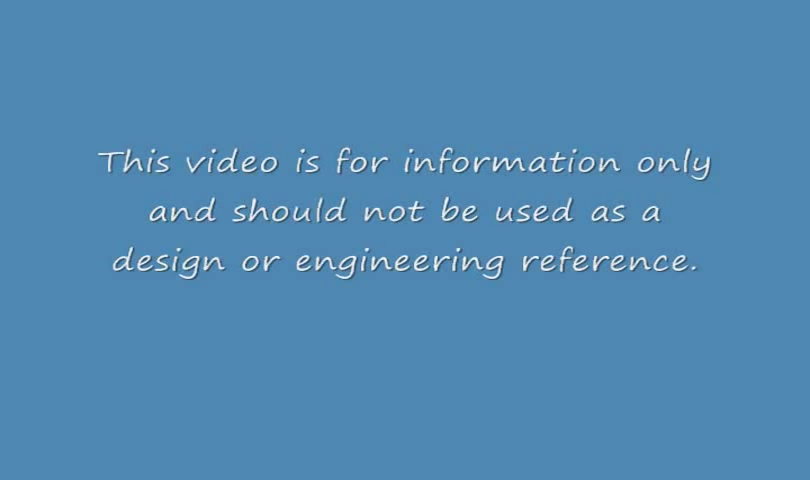 This video is for information only
and should not be used as a
design or engineering reference.